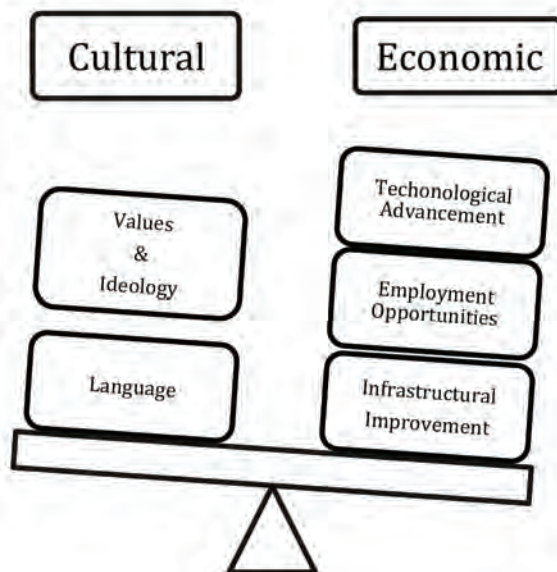 Cultural
Economic
Values
&
Ideology
Language
Techonological
Advancement
Employment
Opportunities
Infrastructural
Improvement